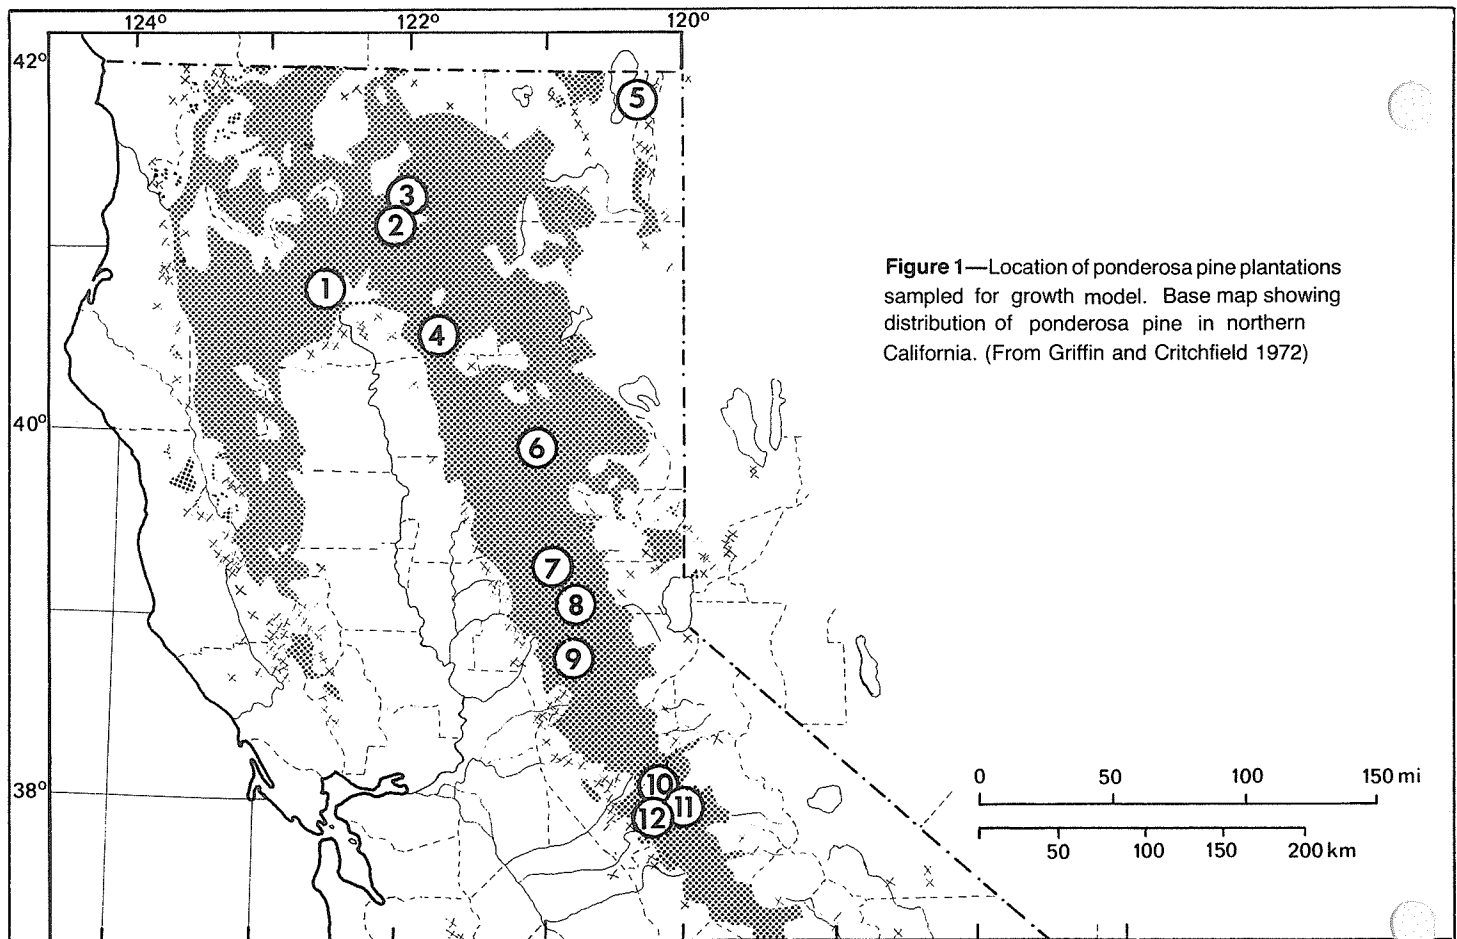 124° 122° 120°
42°
5
3
2
1
4
Figure 1—Location of ponderosa pine plantations
sampled for growth model. Base map showing
distribution of ponderosa pine in northern
California. (From Griffin and Critchfield 1972)
40°
6
7
8
9
38°
10
11
12
0 50 100 150 mi
50 100 150 200 km